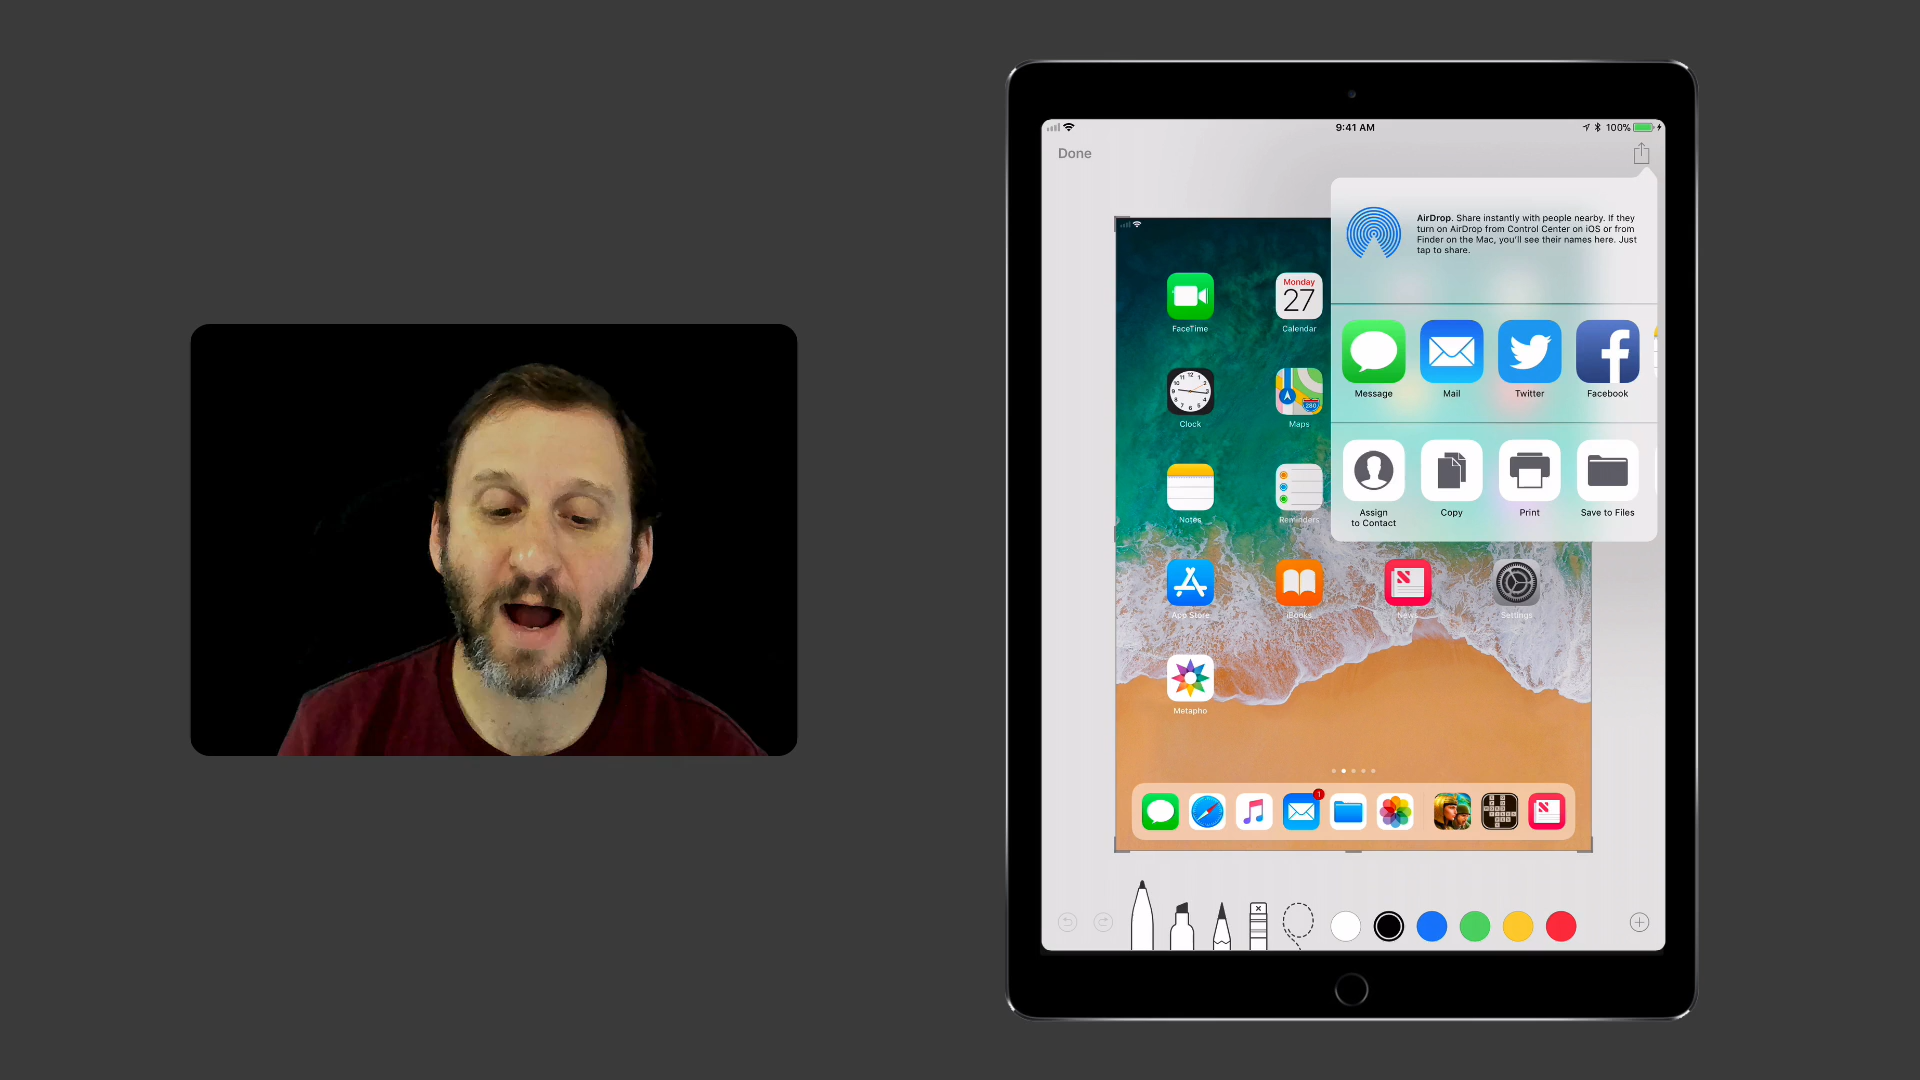 9:41 AM
100%
Done
AirDrop. Share instantly with people nearby. If they
turn on AirDrop from Control Center on iOS or from
Finder on the Mac, you'll see their names here. Just
tap to share.
Monday
27
FaceTime
Calendar
Message
Mail
Twitter
Facebook
280
Clock
Maps
Notes
Reminders
Assign
to Contact
Copy
Print
Save to Files
App Store
iBooks
News
Settings
Metapho
1